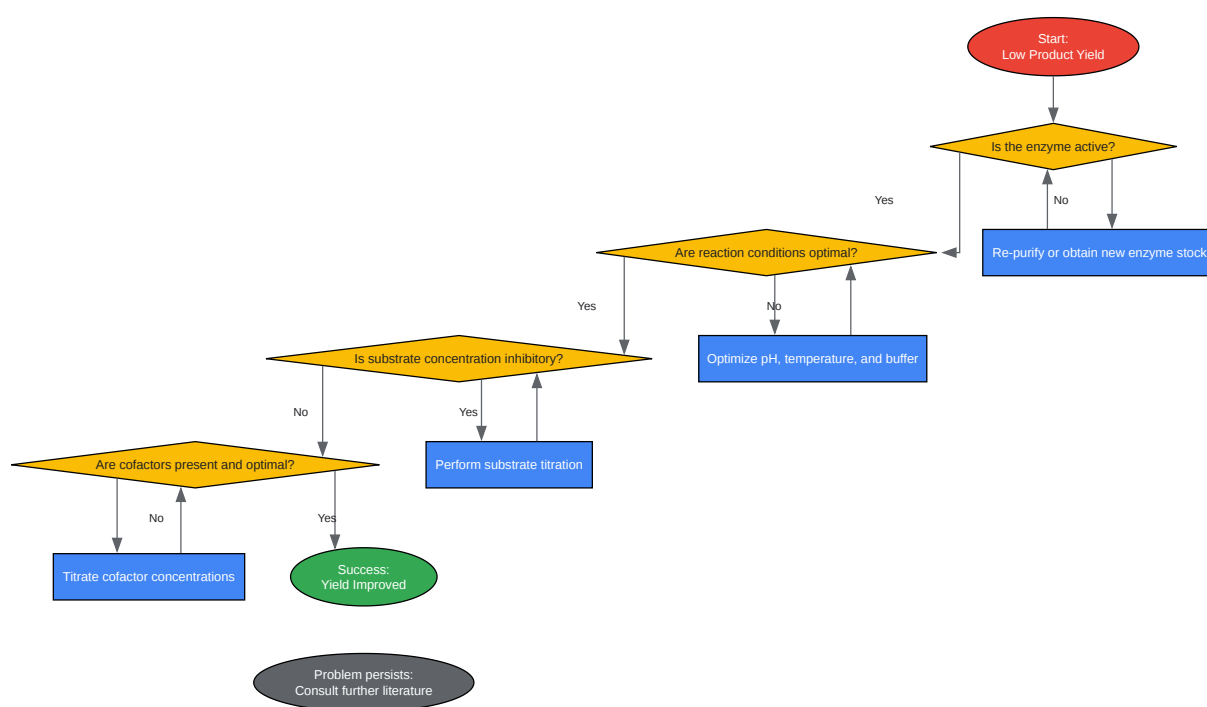 Start:
Low Product Yield
Is the enzyme active?
Yes
No
Are reaction conditions optimal?
Re-purify or obtain new enzyme stock
Yes
No
Is substrate concentration inhibitory?
Optimize pH, temperature, and buffer
No
Yes
Are cofactors present and optimal?
Perform substrate titration
No
Yes
Titrate cofactor concentrations
Success:
Yield Improved
Problem persists:
Consult further literature